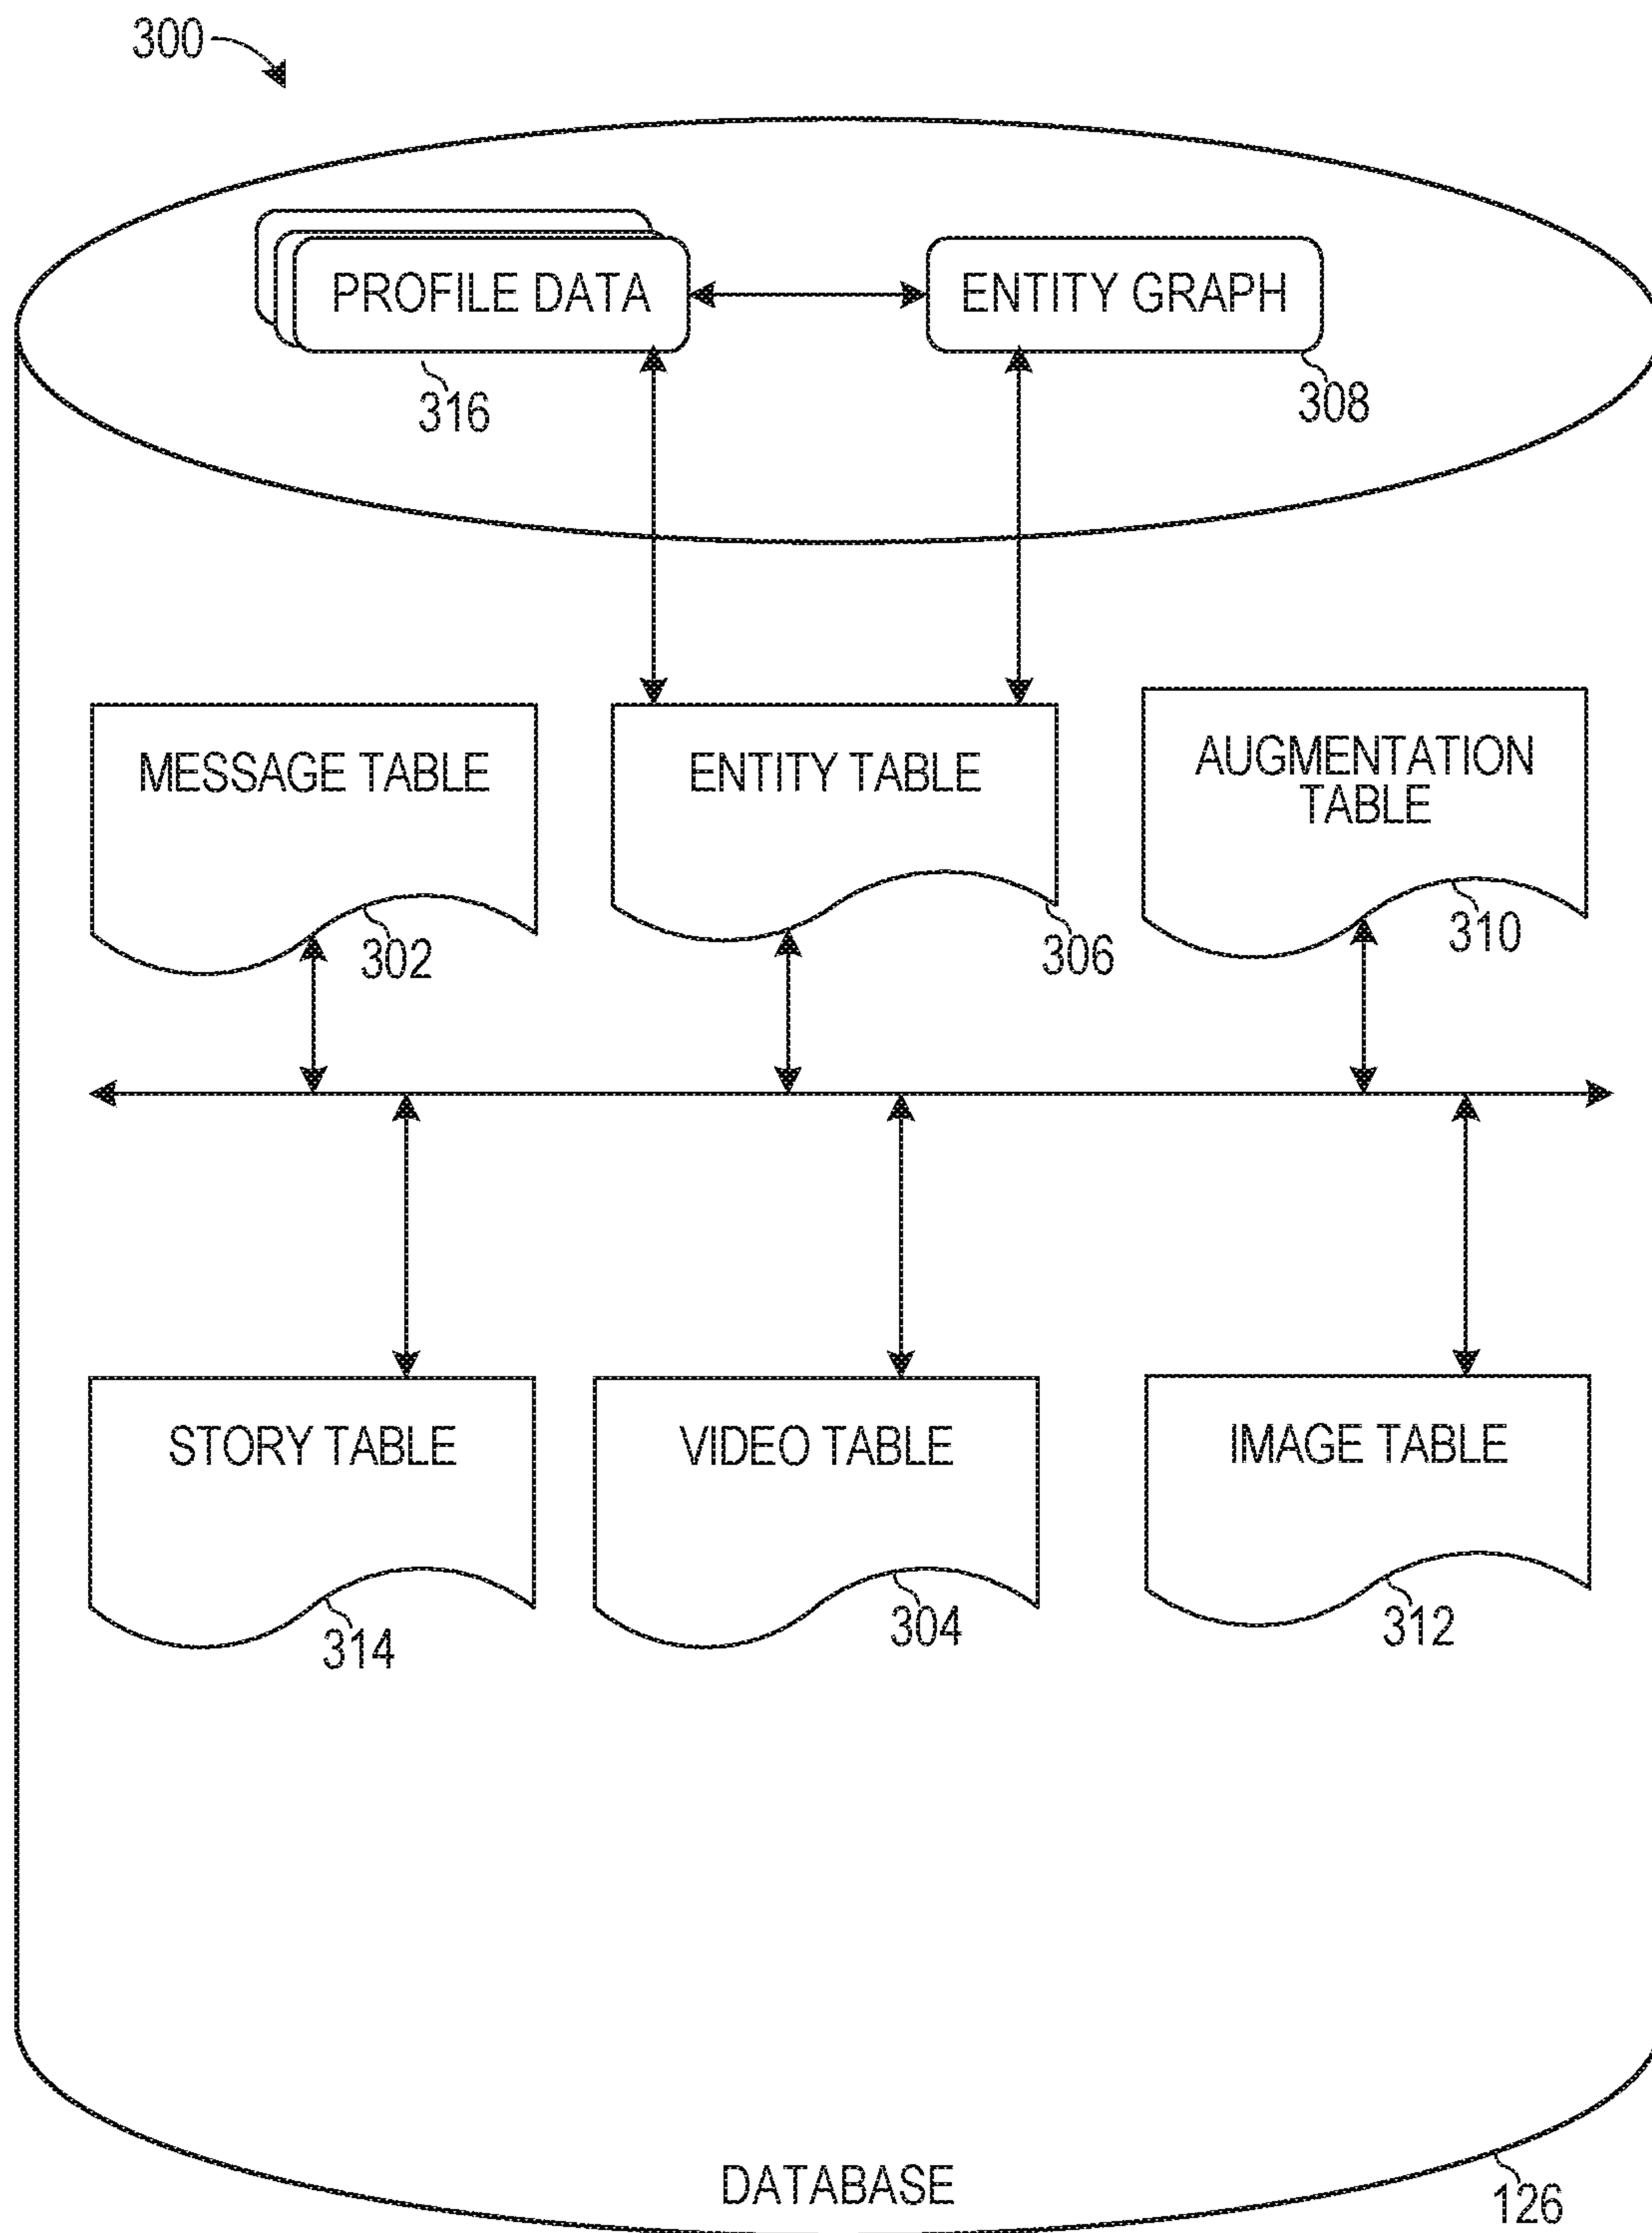 300
PROFILE DATA
ENTITY GRAPH
316
308
MESSAGE TABLE
ENTITY TABLE
AUGMENTATION
TABLE
302
306
310
STORY TABLE
VIDEO TABLE
IMAGE TABLE
314
304
312
DATABASE
126